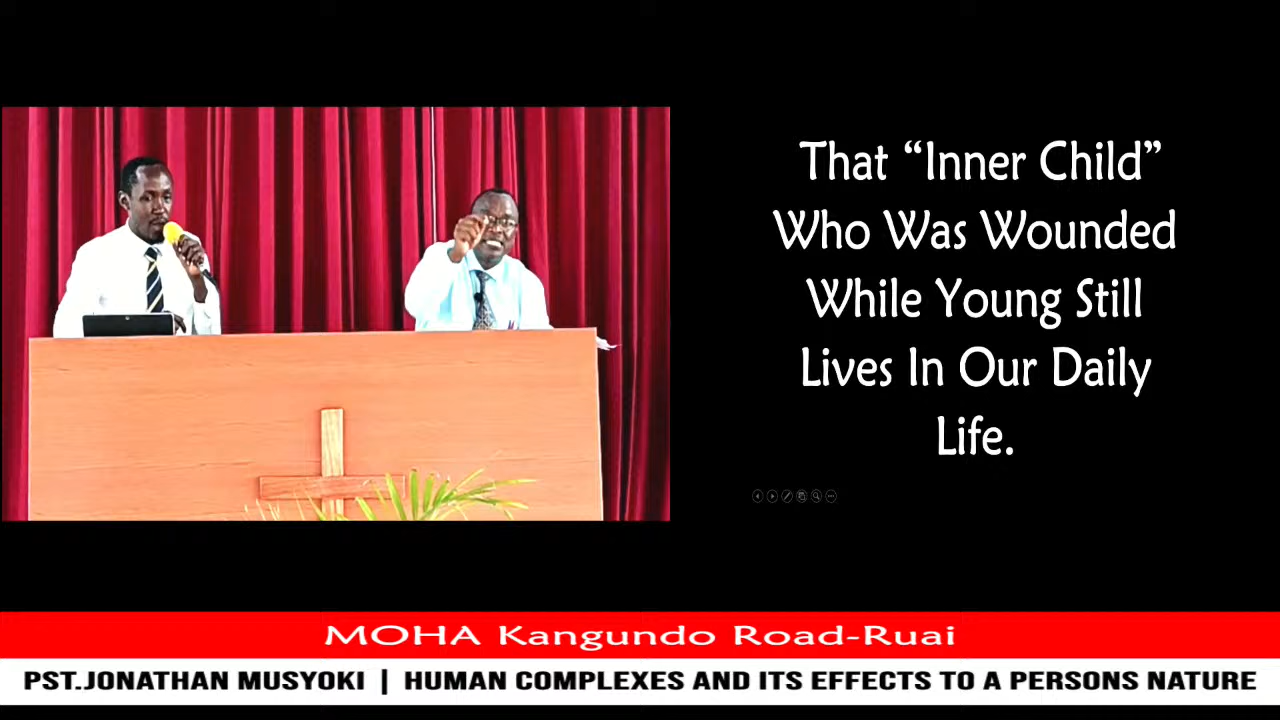 That “Inner Child”
Who Was Wounded
While Young Still
Lives In Our Daily
Life.
MOHA Kangundo Road-Ruai
PST.JONATHAN MUSYOKI | HUMAN COMPLEXES AND ITS EFFECTS TO A PERSONS NATURE